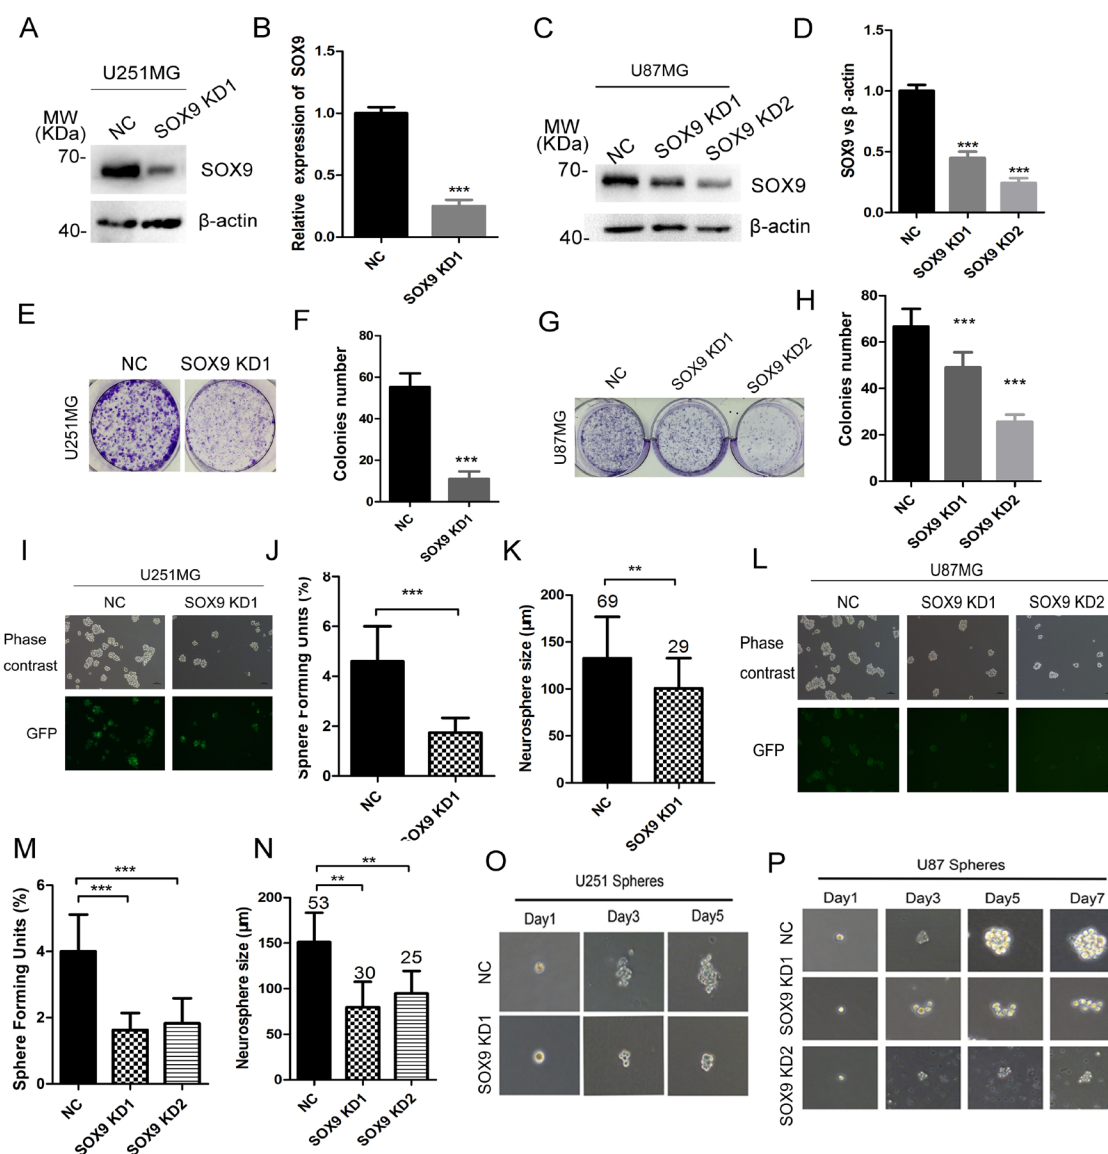 A
U251MG
MW
(KDa)
NC
SOX9 KD1
70-
SOX9
40-
β-actin
B
Relative expression of SOX9
1.5
1.0
0.5
0.0
***
NC
SOX9 KD1
C
U87MG
MW
(KDa)
NC
SOX9 KD1
SOX9 KD2
70-
SOX9
40-
β-actin
D
SOX9 vs β -actin
1.5
1.0
0.5
0.0
***
***
NC
SOX9 KD1
SOX9 KD2
E
NC
SOX9 KD1
U251MG
F
Colonies number
80
60
40
20
0
***
NC
SOX9 KD1
G
NC
SOX9 KD1
SOX9 KD2
U87MG
H
Colonies number
80
60
40
20
0
***
***
NC
SOX9 KD1
SOX9 KD2
I
U251MG
NC
SOX9 KD1
Phase
contrast
GFP
J
Sphere Forming Units (%)
8
6
4
2
0
***
NC
SOX9 KD1
K
Neurosphere size (μm)
200
150
100
50
0
**
69
29
NC
SOX9 KD1
L
U87MG
NC
SOX9 KD1
SOX9 KD2
Phase
contrast
GFP
M
Sphere Forming Units (%)
6
4
2
0
***
***
NC
SOX9 KD1
SOX9 KD2
N
Neurosphere size (μm)
200
150
100
50
0
**
**
53
30
25
NC
SOX9 KD1
SOX9 KD2
O
U251 Spheres
Day1
Day3
Day5
NC
SOX9 KD1
P
U87 Spheres
Day1
Day3
Day5
Day7
NC
SOX9 KD1
SOX9 KD2